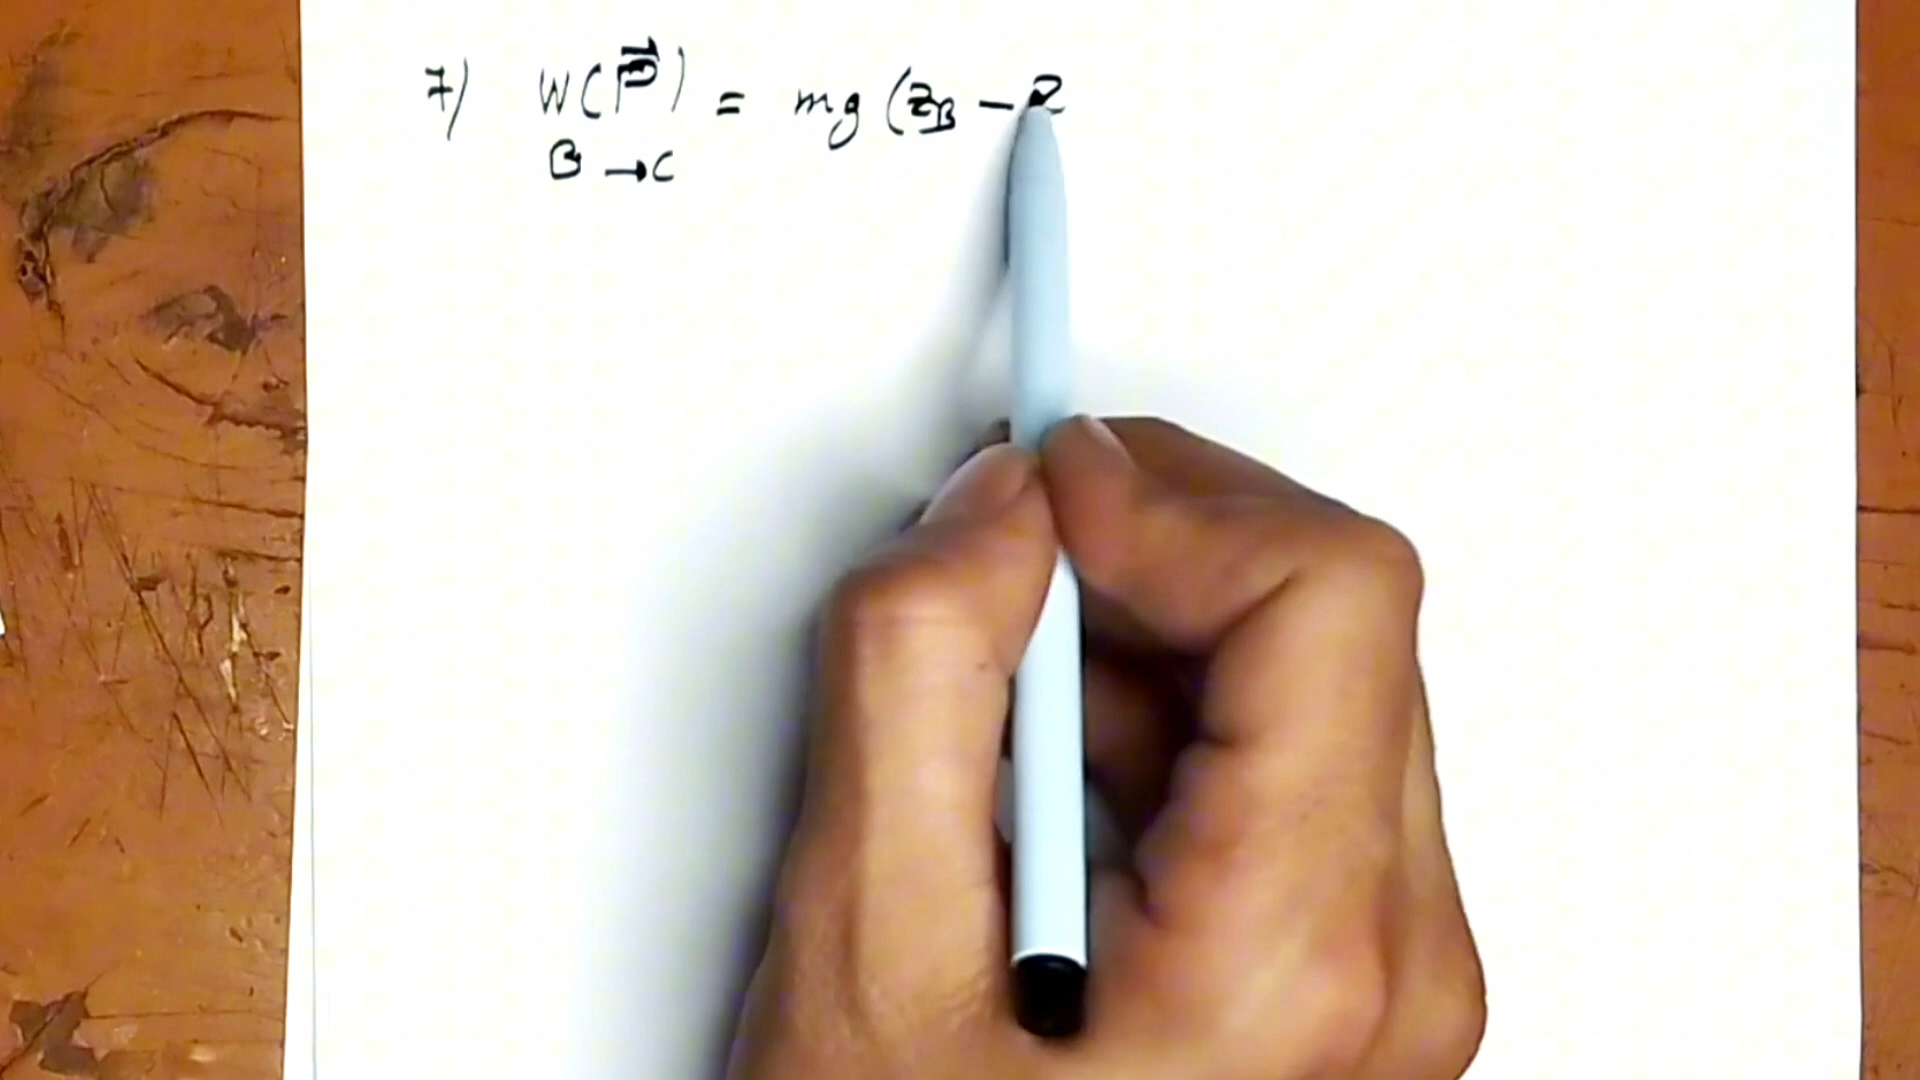 7) W(P⃗) = mg (z_B - z
B → C